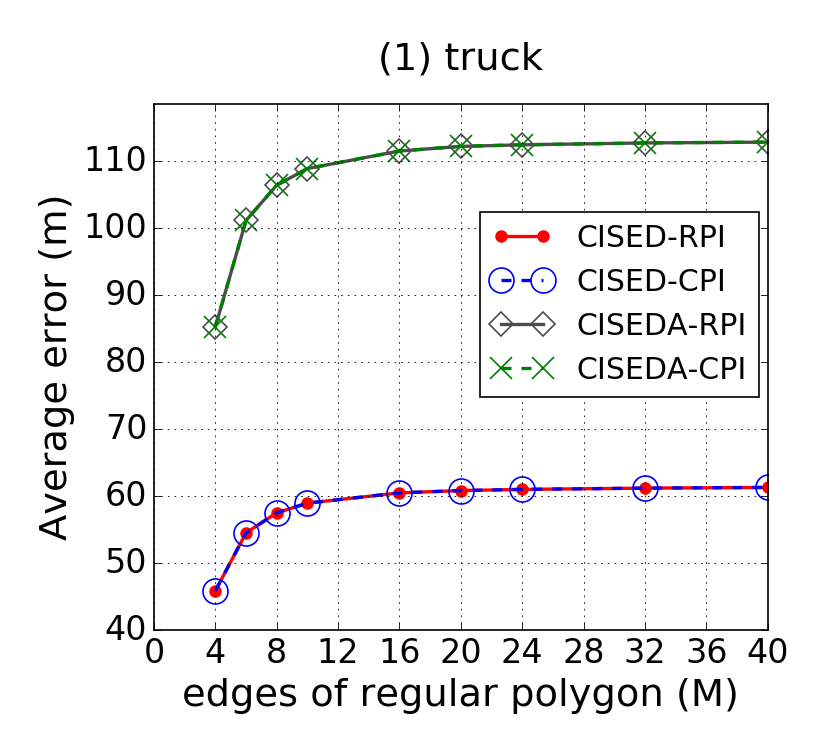 (1) truck
Average error (m)
110
100
90
80
70
60
50
40
CISED-RPI
CISED-CPI
CISEDA-RPI
CISEDA-CPI
0 4 8 12 16 20 24 28 32 36 40
edges of regular polygon (M)